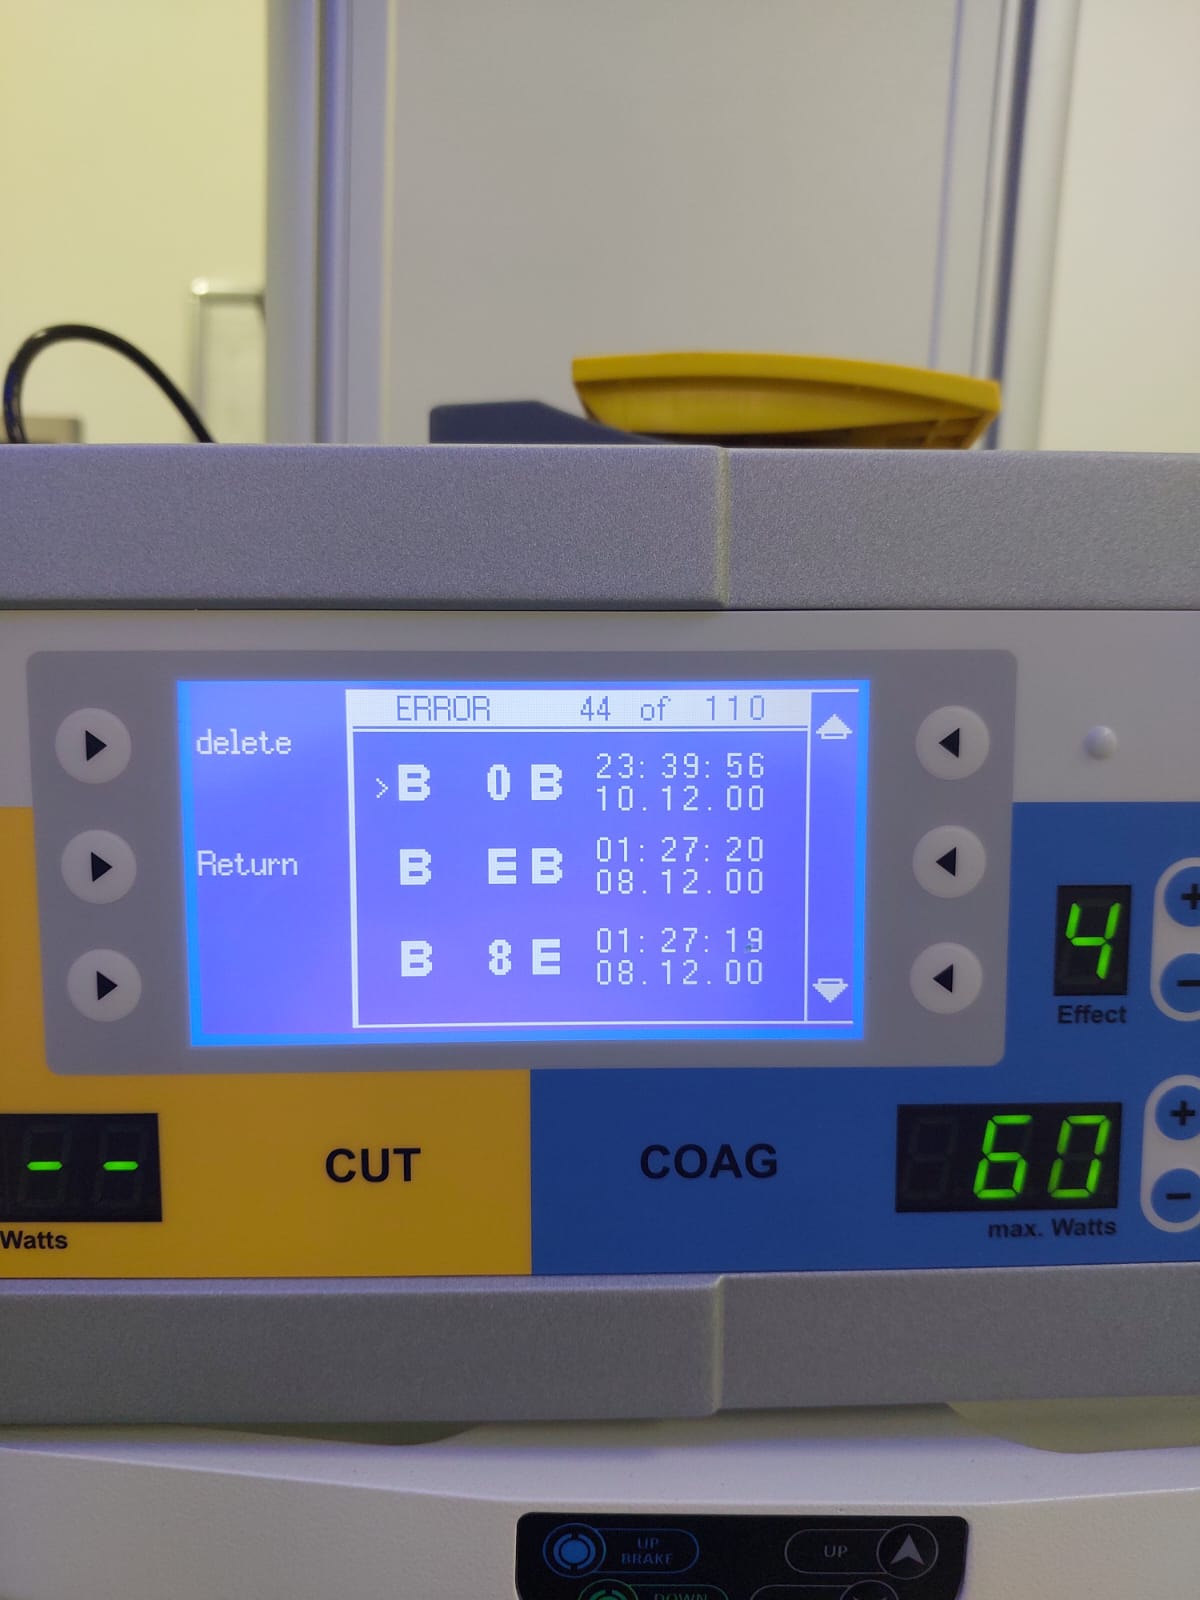 delete
Return
ERROR 44 of 110
>B 0B 23:39:56
10.12.00
B EB 01:27:20
08.12.00
B 8E 01:27:19
08.12.00
4
Effect
+
-
-- 
Watts
CUT
COAG
60
max. Watts
+
-
UP
BRAKE
UP
DOWN